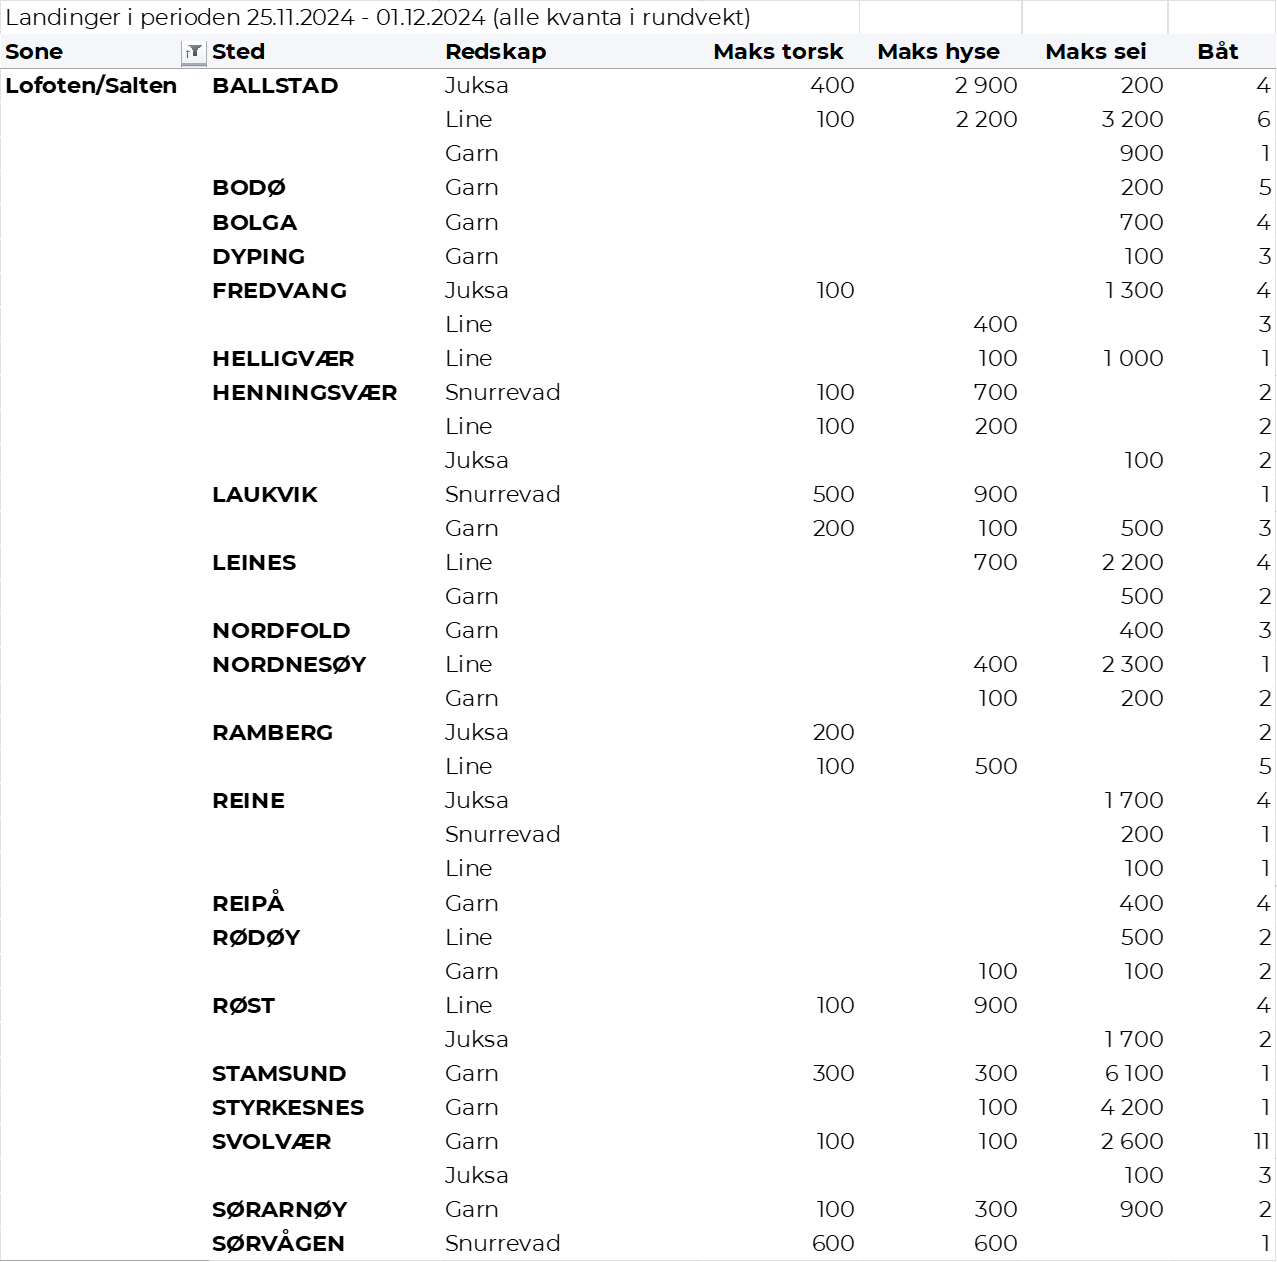 Landinger i perioden 25.11.2024 - 01.12.2024 (alle kvanta i rundvekt)
Sone Sted Redskap Maks torsk Maks hyse Maks sei Båt
Lofoten/Salten BALLSTAD Juksa 400 2 900 200 4
Line 100 2 200 3 200 6
Garn 900 1
BODØ Garn 200 5
BOLGA Garn 700 4
DYPING Garn 100 3
FREDVANG Juksa 100 1 300 4
Line 400 3
HELLIGVÆR Line 100 1 000 1
HENNINGSVÆR Snurrevad 100 700 2
Line 100 200 2
Juksa 100 2
LAUKVIK Snurrevad 500 900 1
Garn 200 100 500 3
LEINES Line 700 2 200 4
Garn 500 2
NORDFOLD Garn 400 3
NORDNESØY Line 400 2 300 1
Garn 100 200 2
RAMBERG Juksa 200 2
Line 100 500 5
REINE Juksa 1 700 4
Snurrevad 200 1
Line 100 1
REIPÅ Garn 400 4
RØDØY Line 500 2
Garn 100 100 2
RØST Line 100 900 4
Juksa 1 700 2
STAMSUND Garn 300 300 6 100 1
STYRKESNES Garn 100 4 200 1
SVOLVÆR Garn 100 100 2 600 11
Juksa 100 3
SØRARNØY Garn 100 300 900 2
SØRVÅGEN Snurrevad 600 600 1